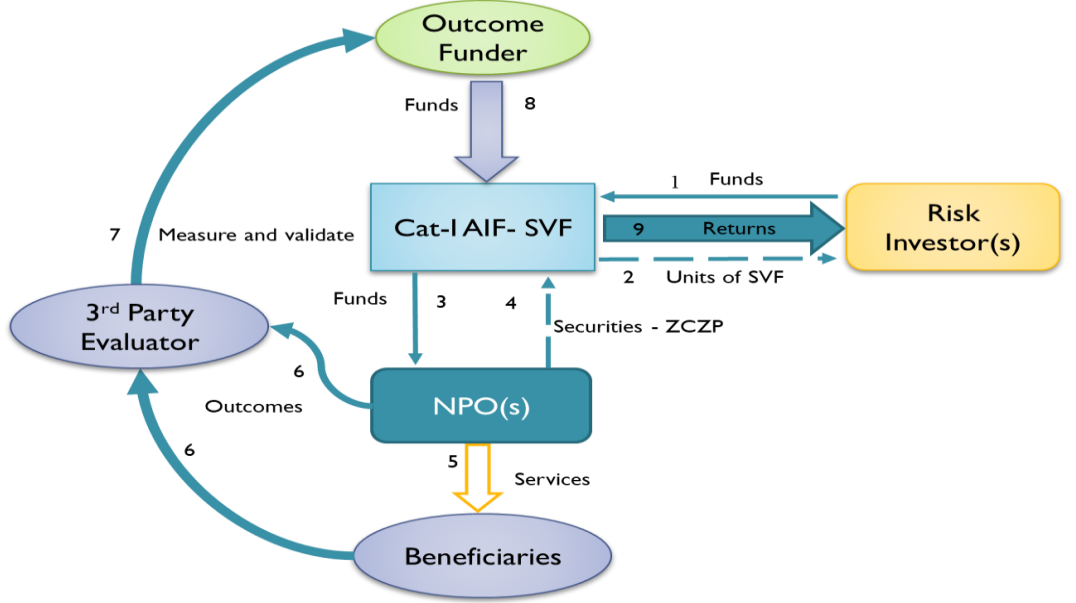 Outcome
Funder
Funds
8
1
Funds
Cat-I AIF- SVF
9
Returns
Risk
Investor(s)
2
Units of SVF
7
Measure and validate
Funds
3
4
Securities - ZCZP
3rd Party
Evaluator
6
Outcomes
NPO(s)
6
5
Services
Beneficiaries